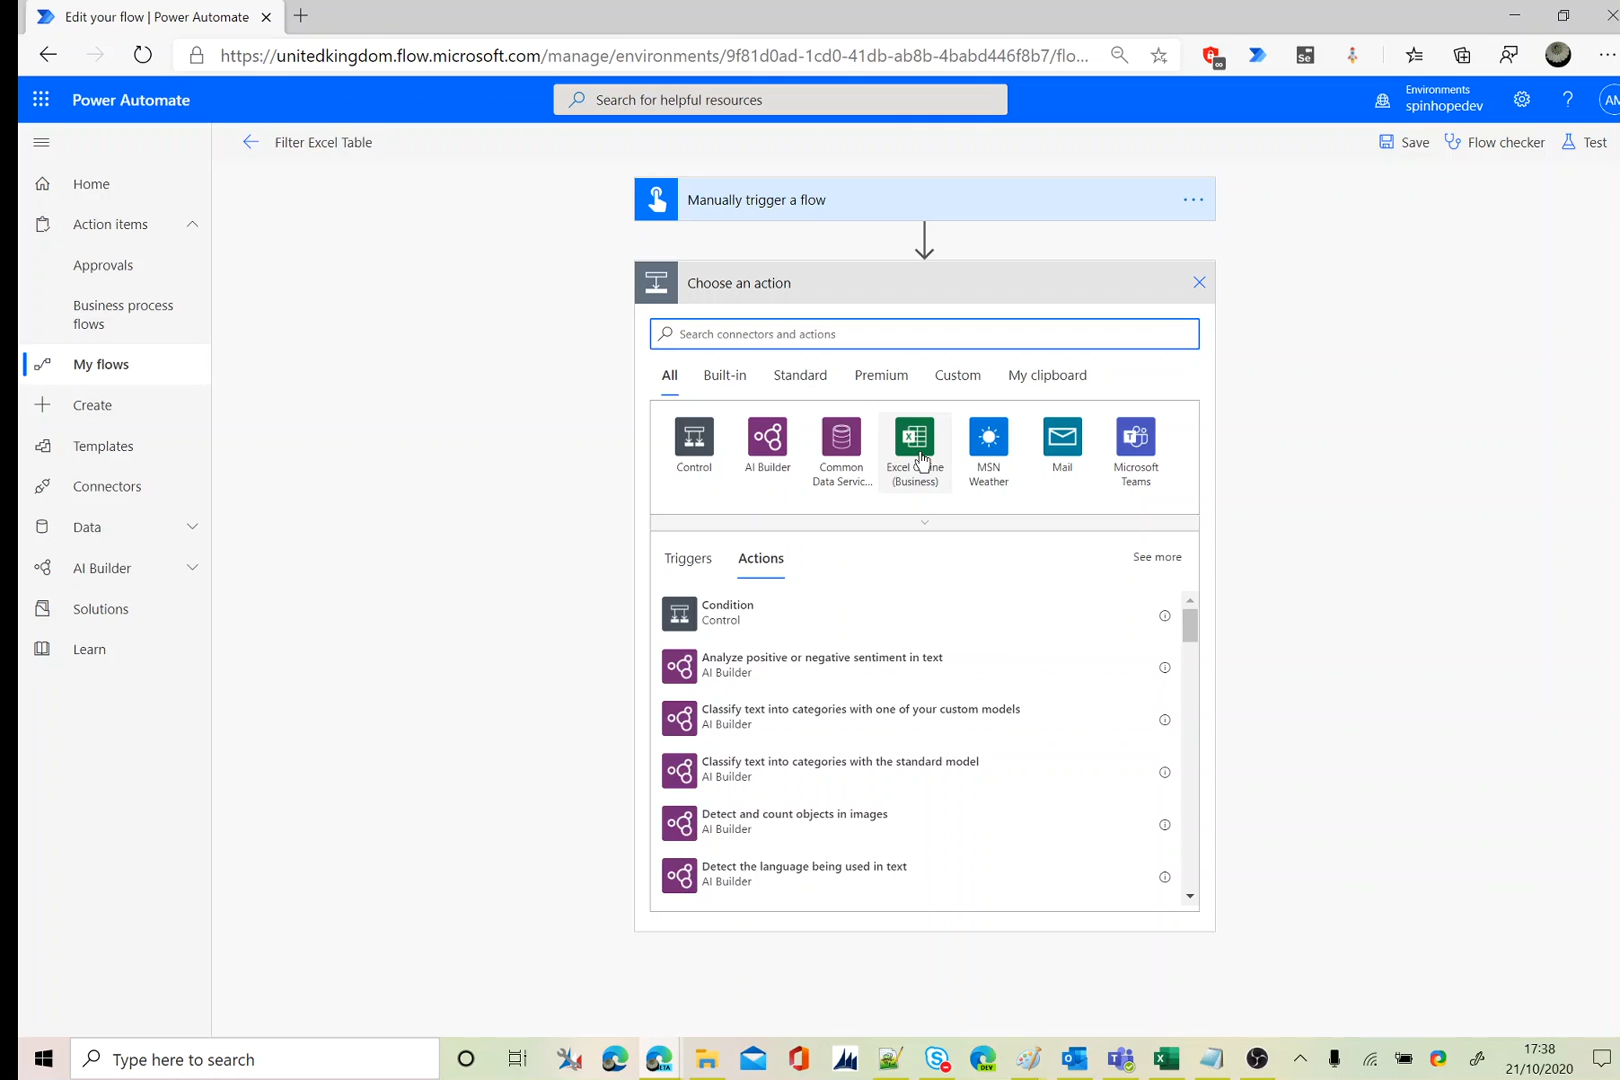 Edit your flow | Power Automate
https://unitedkingdom.flow.microsoft.com/manage/environments/9f81d0ad-1cd0-41db-ab8b-4babd446f8b7/flo...
Power Automate
Search for helpful resources
Environments
spinhopedev
AM
Filter Excel Table
Save
Flow checker
Test
Home
Action items
Approvals
Business process
flows
My flows
Create
Templates
Connectors
Data
AI Builder
Solutions
Learn
Manually trigger a flow
Choose an action
Search connectors and actions
All
Built-in
Standard
Premium
Custom
My clipboard
Control
AI Builder
Common
Data Servic...
Excel
(Business)
MSN
Weather
Mail
Microsoft
Teams
Triggers
Actions
See more
Condition
Control
Analyze positive or negative sentiment in text
AI Builder
Classify text into categories with one of your custom models
AI Builder
Classify text into categories with the standard model
AI Builder
Detect and count objects in images
AI Builder
Detect the language being used in text
AI Builder
Type here to search
BETA
DEV
17:38
21/10/2020